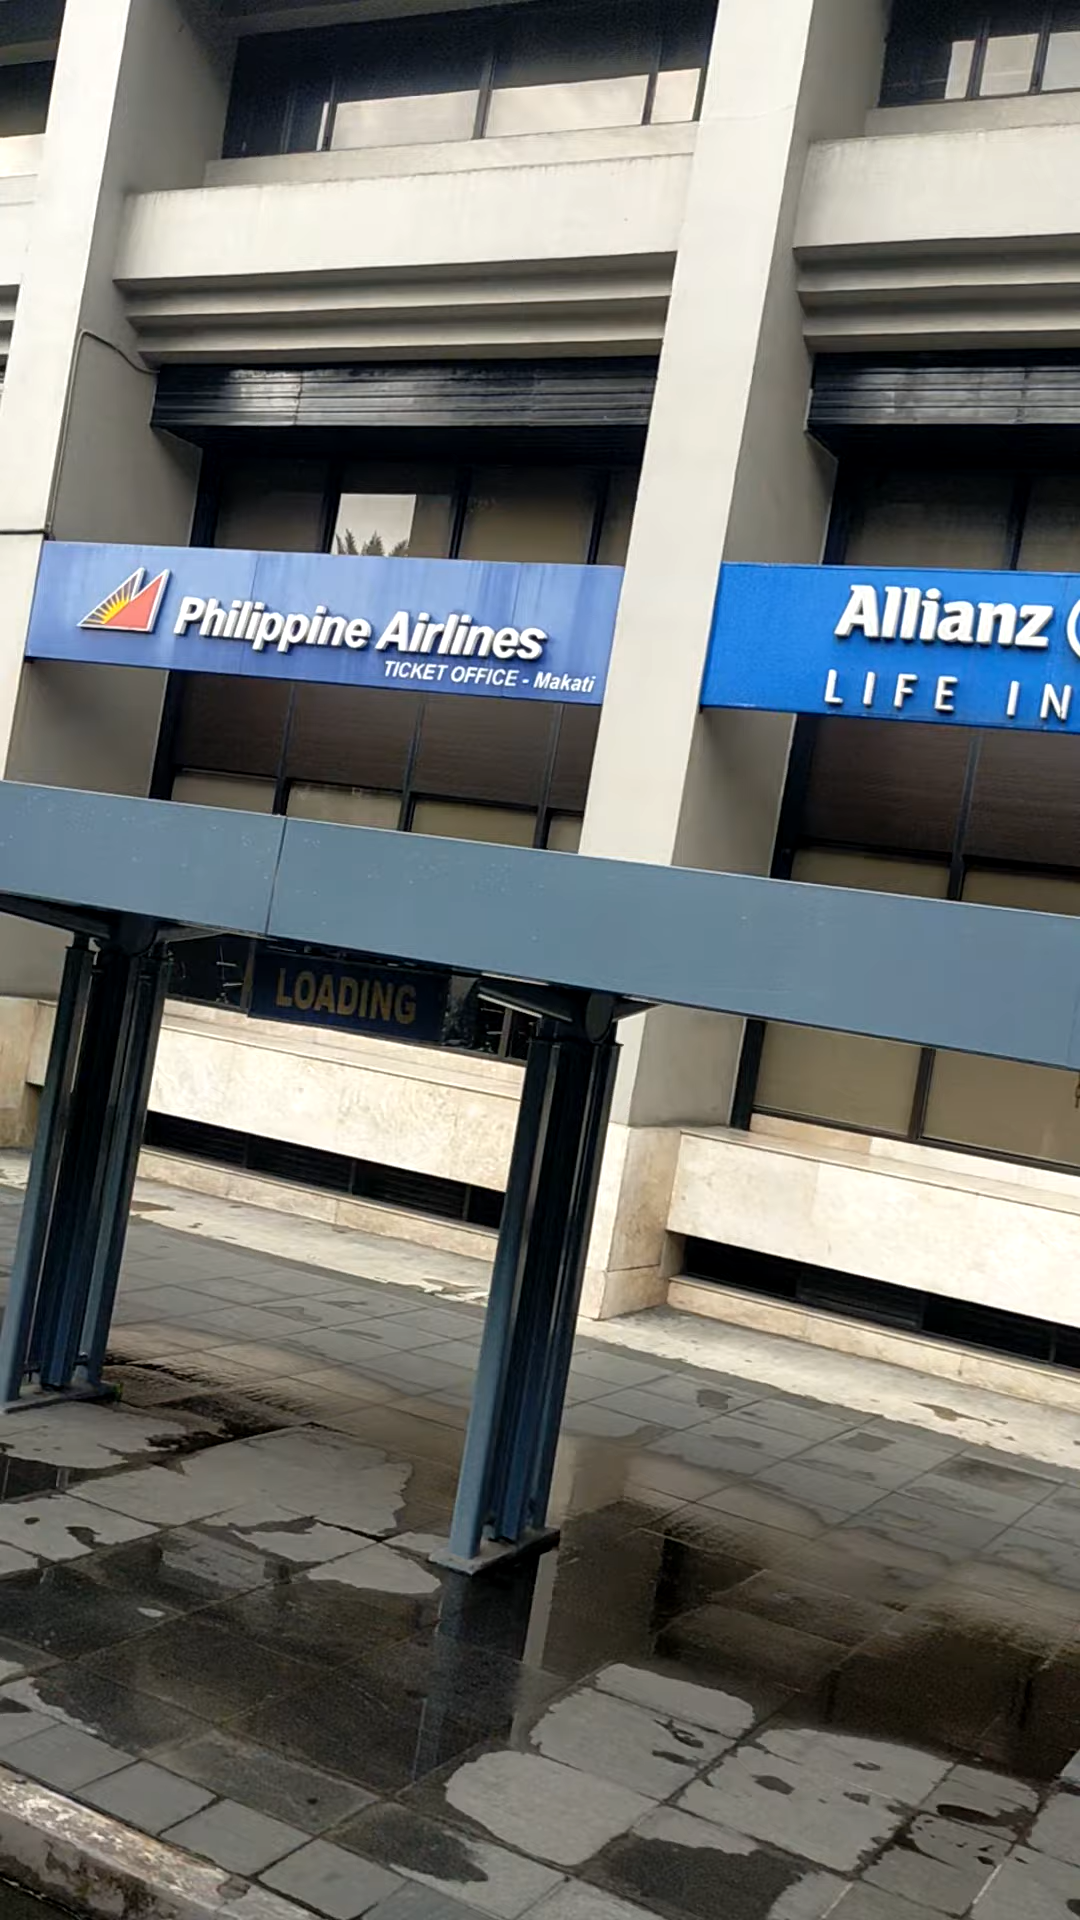 Philippine Airlines
TICKET OFFICE - Makati
Allianz
LIFE IN
LOADING